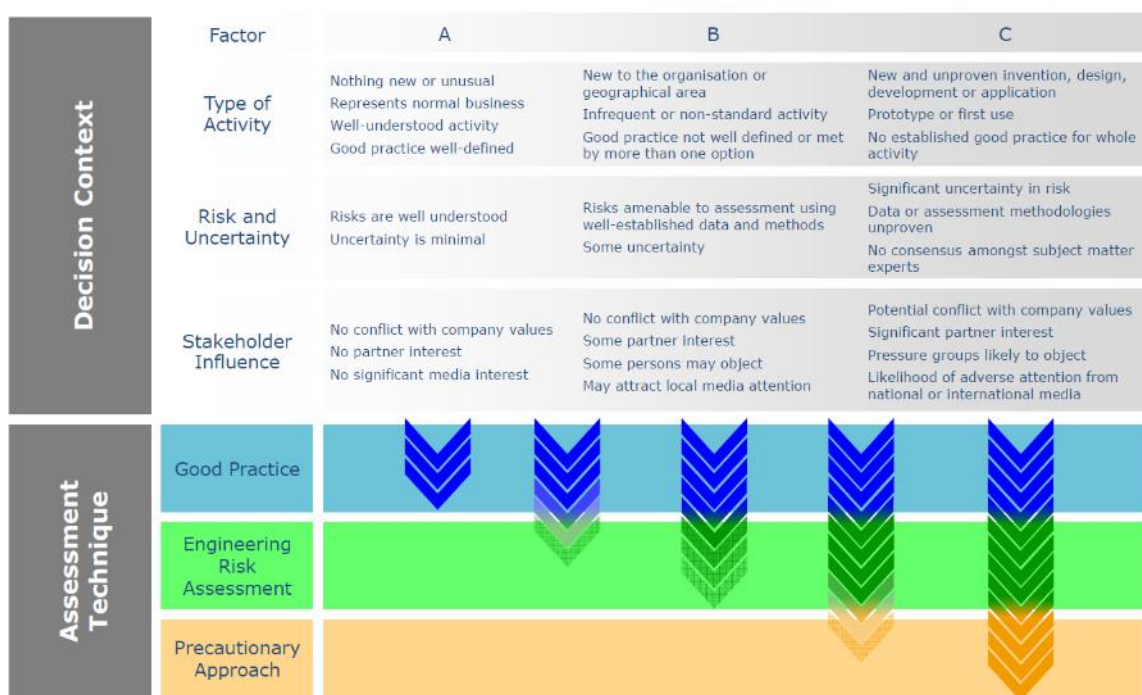 Decision Context
Factor
A
B
C
Type of
Activity
Nothing new or unusual
Represents normal business
Well-understood activity
Good practice well-defined
New to the organisation or
geographical area
Infrequent or non-standard activity
Good practice not well defined or met
by more than one option
New and unproven invention, design,
development or application
Prototype or first use
No established good practice for whole
activity
Risk and
Uncertainty
Risks are well understood
Uncertainty is minimal
Risks amenable to assessment using
well-established data and methods
Some uncertainty
Significant uncertainty in risk
Data or assessment methodologies
unproven
No consensus amongst subject matter
experts
Stakeholder
Influence
No conflict with company values
No partner interest
No significant media interest
No conflict with company values
Some partner interest
Some persons may object
May attract local media attention
Potential conflict with company values
Significant partner interest
Pressure groups likely to object
Likelihood of adverse attention from
national or international media
Assessment
Technique
Good Practice
Engineering
Risk
Assessment
Precautionary
Approach